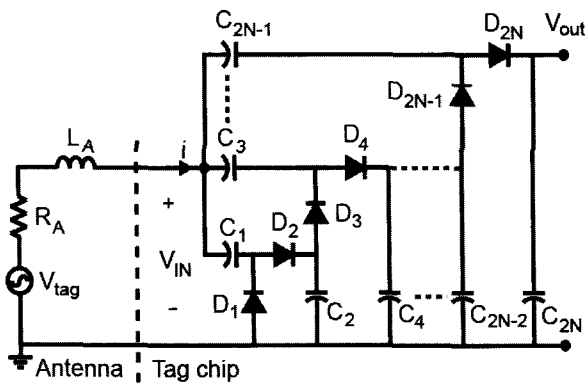 C2N-1
D2N
Vout
D2N-1
LA
i
C3
D4
RA
+
C1
D2
D3
VIN
Vtag
-
D1
C2
C4
C2N-2
C2N
Antenna
Tag chip